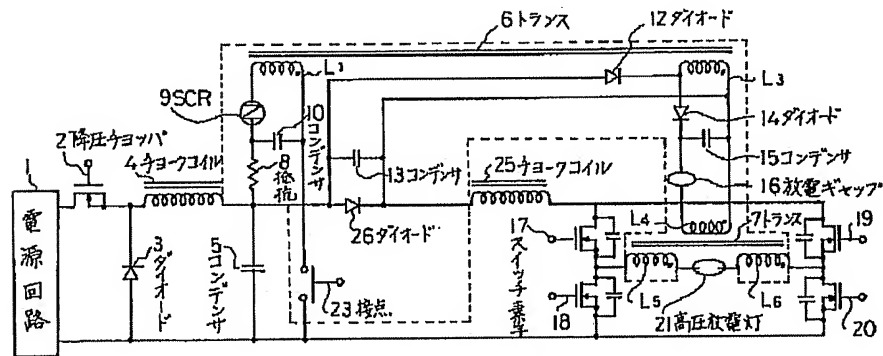 6トランス
12ダイオード
L1
L3
9SCR
10コンデンサ
14ダイオード
2降圧チョッパ
1
4チョークコイル
8抵抗
13コンデンサ
25チョークコイル
15コンデンサ
16放電ギャップ
L4
7トランス
17
スイッチ素子
19
26ダイオード
電源回路
3ダイオード
5コンデンサ
L5
L6
23接点
18
21高圧放電灯
20